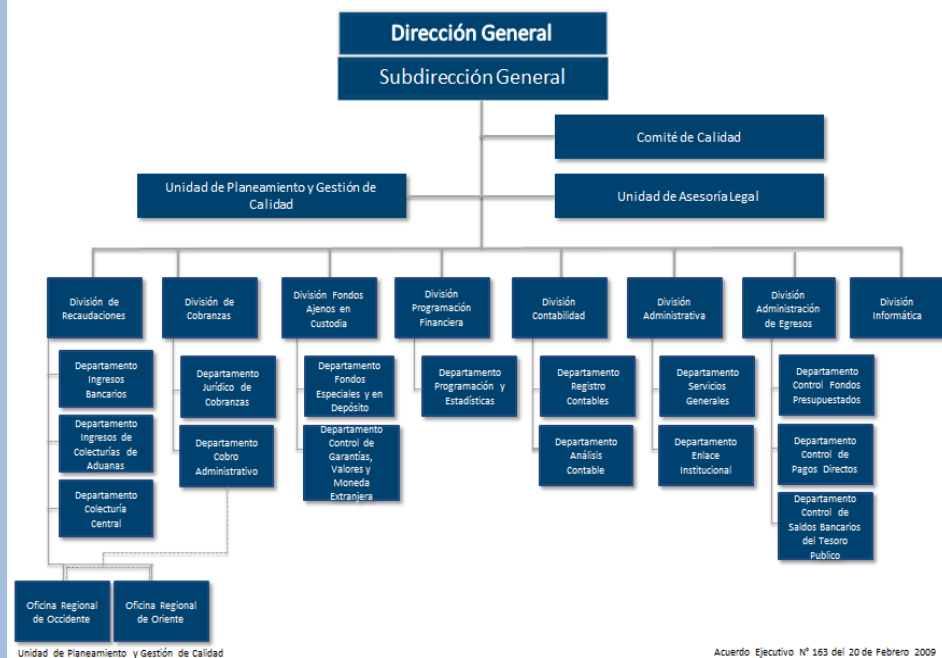 Dirección General
Subdirección General
Comité de Calidad
Unidad de Planeamiento y Gestión de
Calidad
Unidad de Asesoría Legal
División de
Recaudaciones
División de
Cobranzas
División Fondos
Ajenos en
Custodia
División
Programación
Financiera
División
Contabilidad
División
Administrativa
División
Administración
de Egresos
División
Informática
Departamento
Ingresos
Bancarios
Departamento
Ingresos de
Colecturías de
Aduanas
Departamento
Colecturía
Central
Departamento
Jurídico de
Cobranzas
Departamento
Cobro
Administrativo
Departamento
Fondos
Especiales y en
Depósito
Departamento
Control de
Garantías,
Valores y
Moneda
Extranjera
Departamento
Programación y
Estadísticas
Departamento
Registro
Contables
Departamento
Análisis
Contable
Departamento
Servicios
Generales
Departamento
Enlace
Institucional
Departamento
Control Fondos
Presupuestados
Departamento
Control de
Pagos Directos
Departamento
Control de
Saldos Bancarios
del Tesoro
Publico
Oficina Regional
de Occidente
Oficina Regional
de Oriente
Unidad de Planeamiento y Gestión de Calidad
Acuerdo Ejecutivo N° 163 del 20 de Febrero 2009